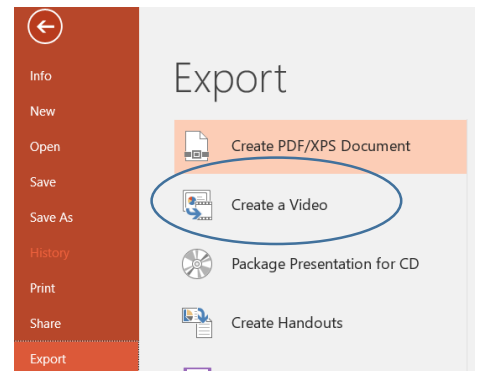 Info
New
Open
Save
Save As
History
Print
Share
Export
Export
Create PDF/XPS Document
Create a Video
Package Presentation for CD
Create Handouts